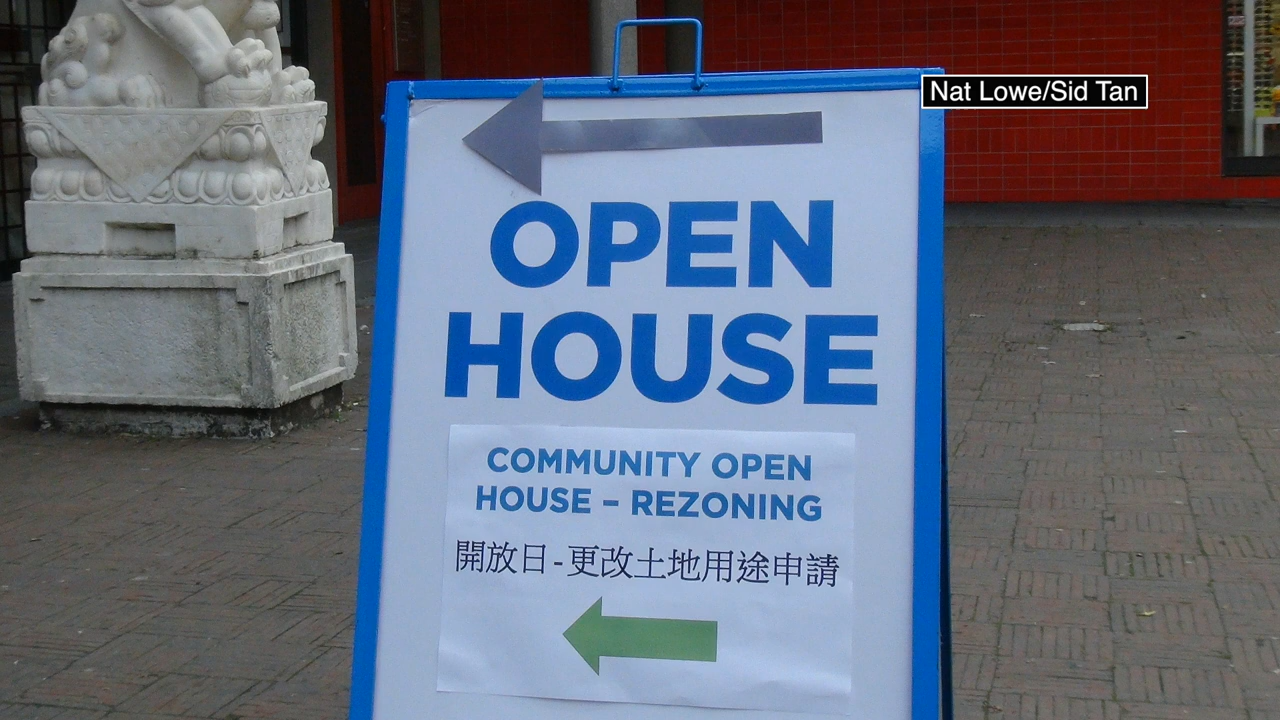 Nat Lowe/Sid Tan
OPEN
HOUSE
COMMUNITY OPEN
HOUSE – REZONING
開放日-更改土地用途申請